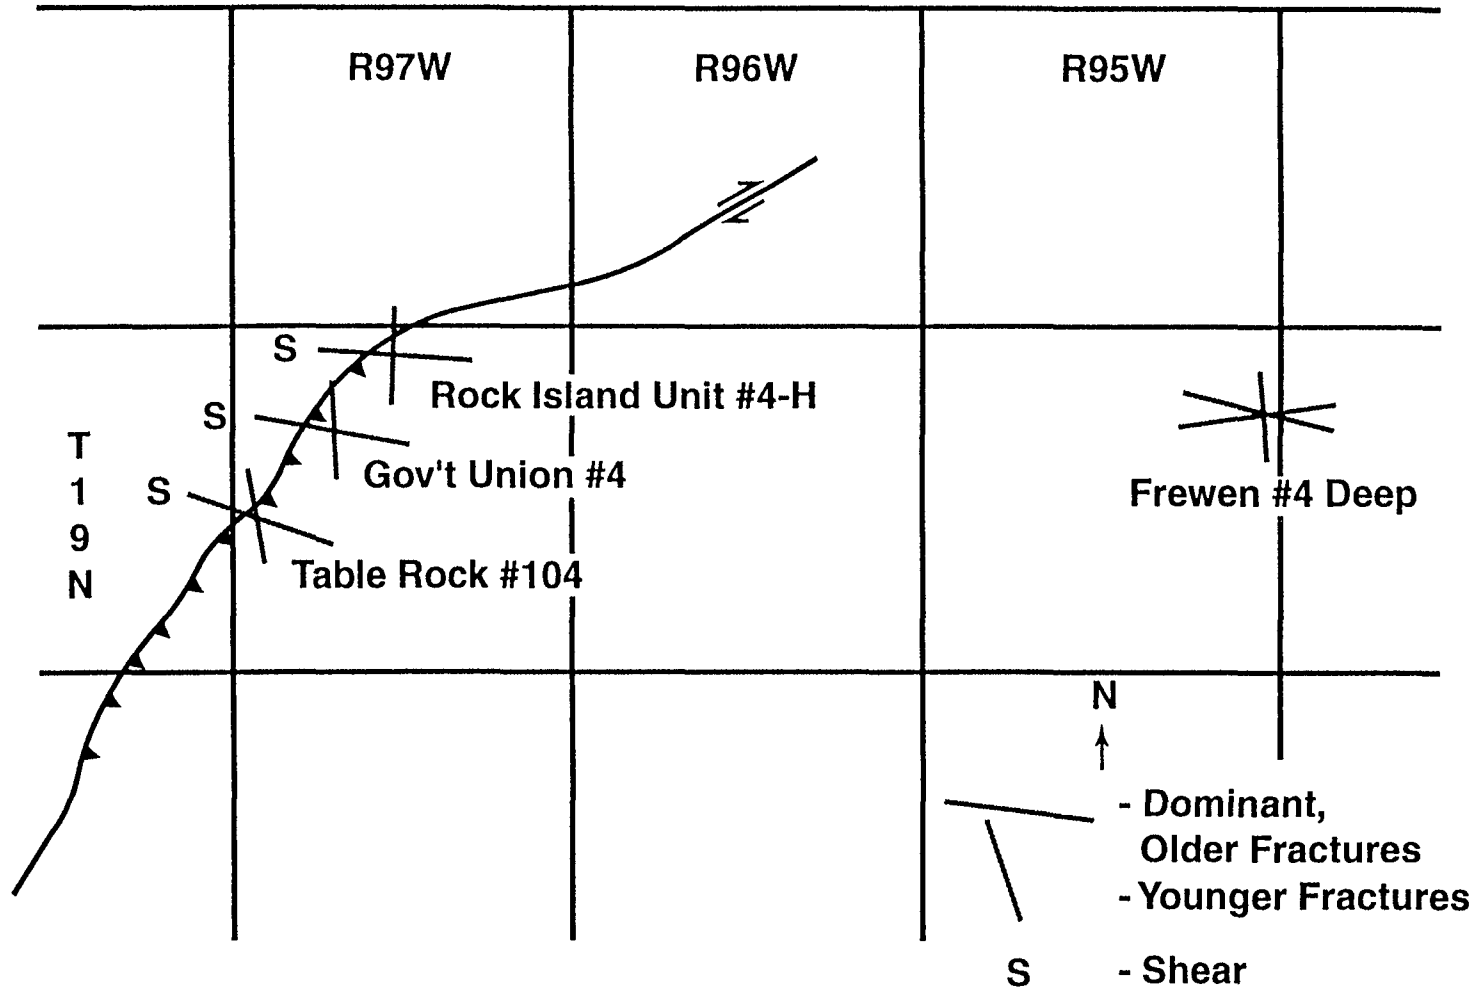 R97W
R96W
R95W
S
Rock Island Unit #4-H
S
Gov't Union #4
T
1
9
N
S
Table Rock #104
Frewen #4 Deep
N
- Dominant,
Older Fractures
- Younger Fractures
S - Shear